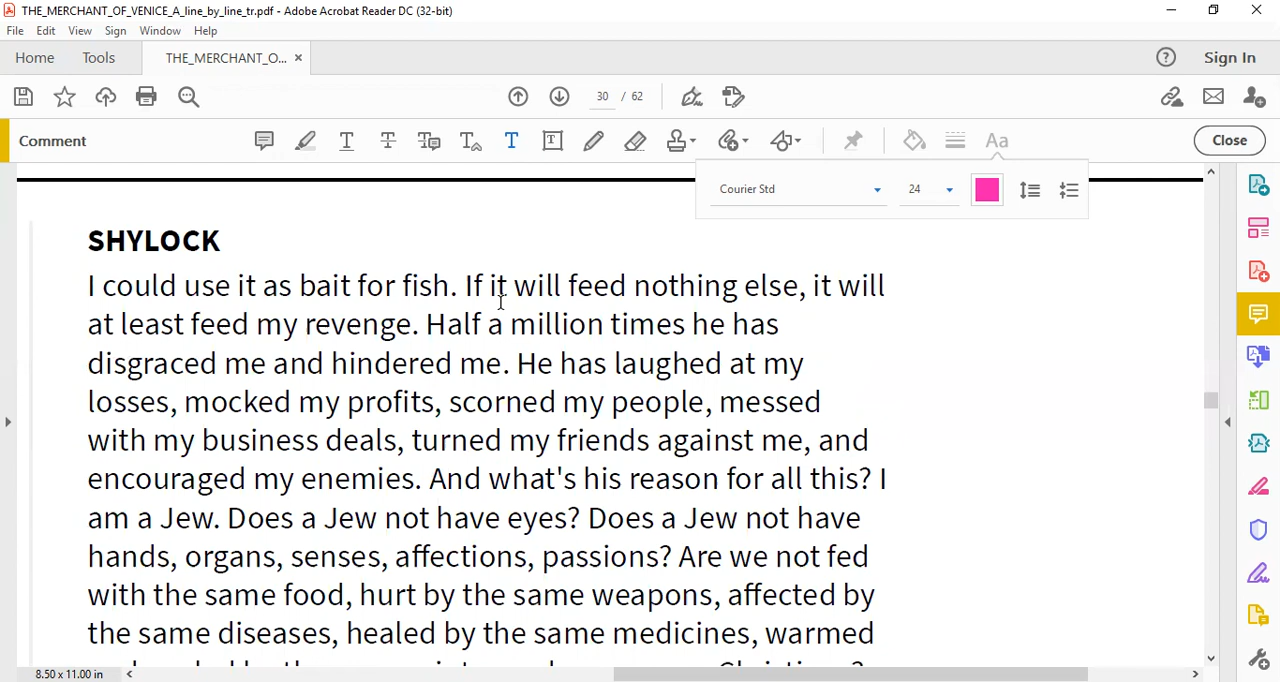 THE_MERCHANT_OF_VENICE_A_line_by_line_tr.pdf - Adobe Acrobat Reader DC (32-bit)
File Edit View Sign Window Help
Home Tools THE_MERCHANT_O... ×
Sign In
30 / 62
Comment
Close
Courier Std 24
SHYLOCK
I could use it as bait for fish. If it will feed nothing else, it will
at least feed my revenge. Half a million times he has
disgraced me and hindered me. He has laughed at my
losses, mocked my profits, scorned my people, messed
with my business deals, turned my friends against me, and
encouraged my enemies. And what's his reason for all this? I
am a Jew. Does a Jew not have eyes? Does a Jew not have
hands, organs, senses, affections, passions? Are we not fed
with the same food, hurt by the same weapons, affected by
the same diseases, healed by the same medicines, warmed
8.50 x 11.00 in